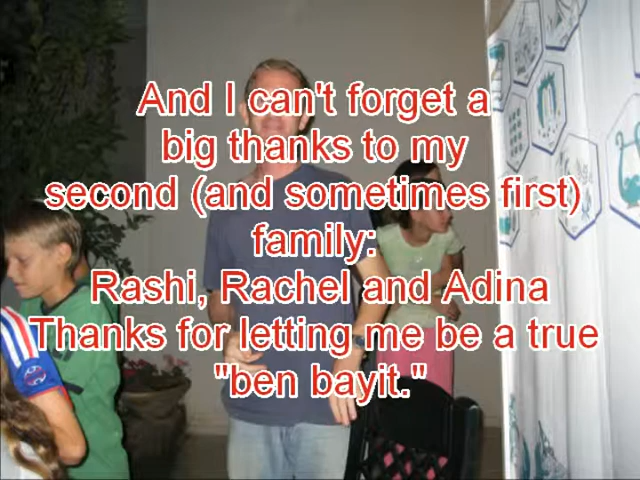 And I can't forget a
big thanks to my
second (and sometimes first)
family:
Rashi, Rachel and Adina
Thanks for letting me be a true
"ben bayit."